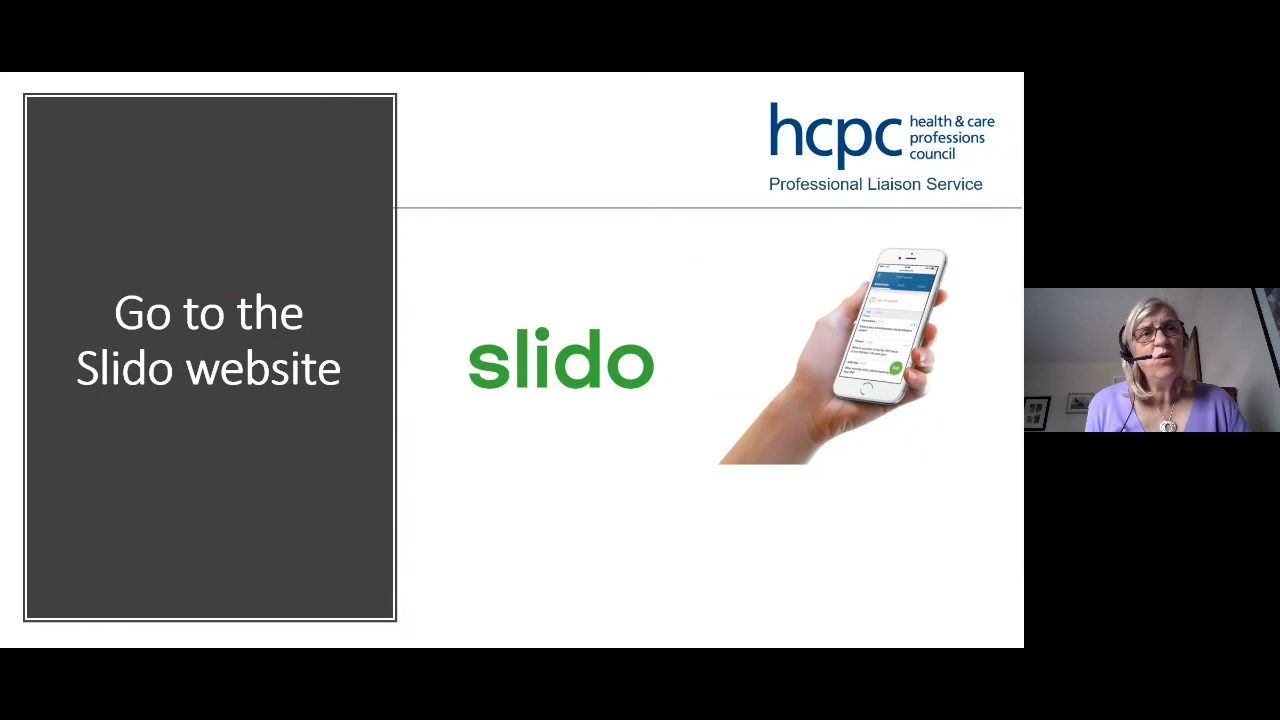 Go to the
Slido website
hcpc
health & care
professions
council
Professional Liaison Service
slido